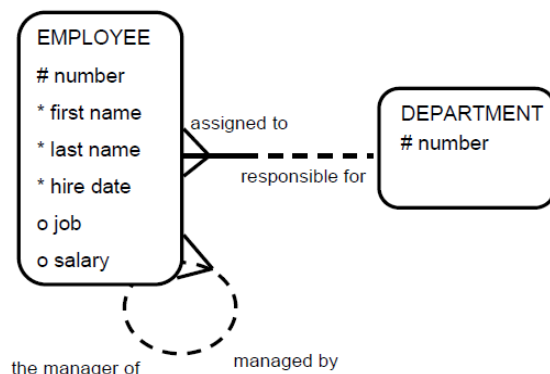 EMPLOYEE
# number
* first name
* last name
* hire date
o job
o salary
assigned to
responsible for
DEPARTMENT
# number
the manager of
managed by